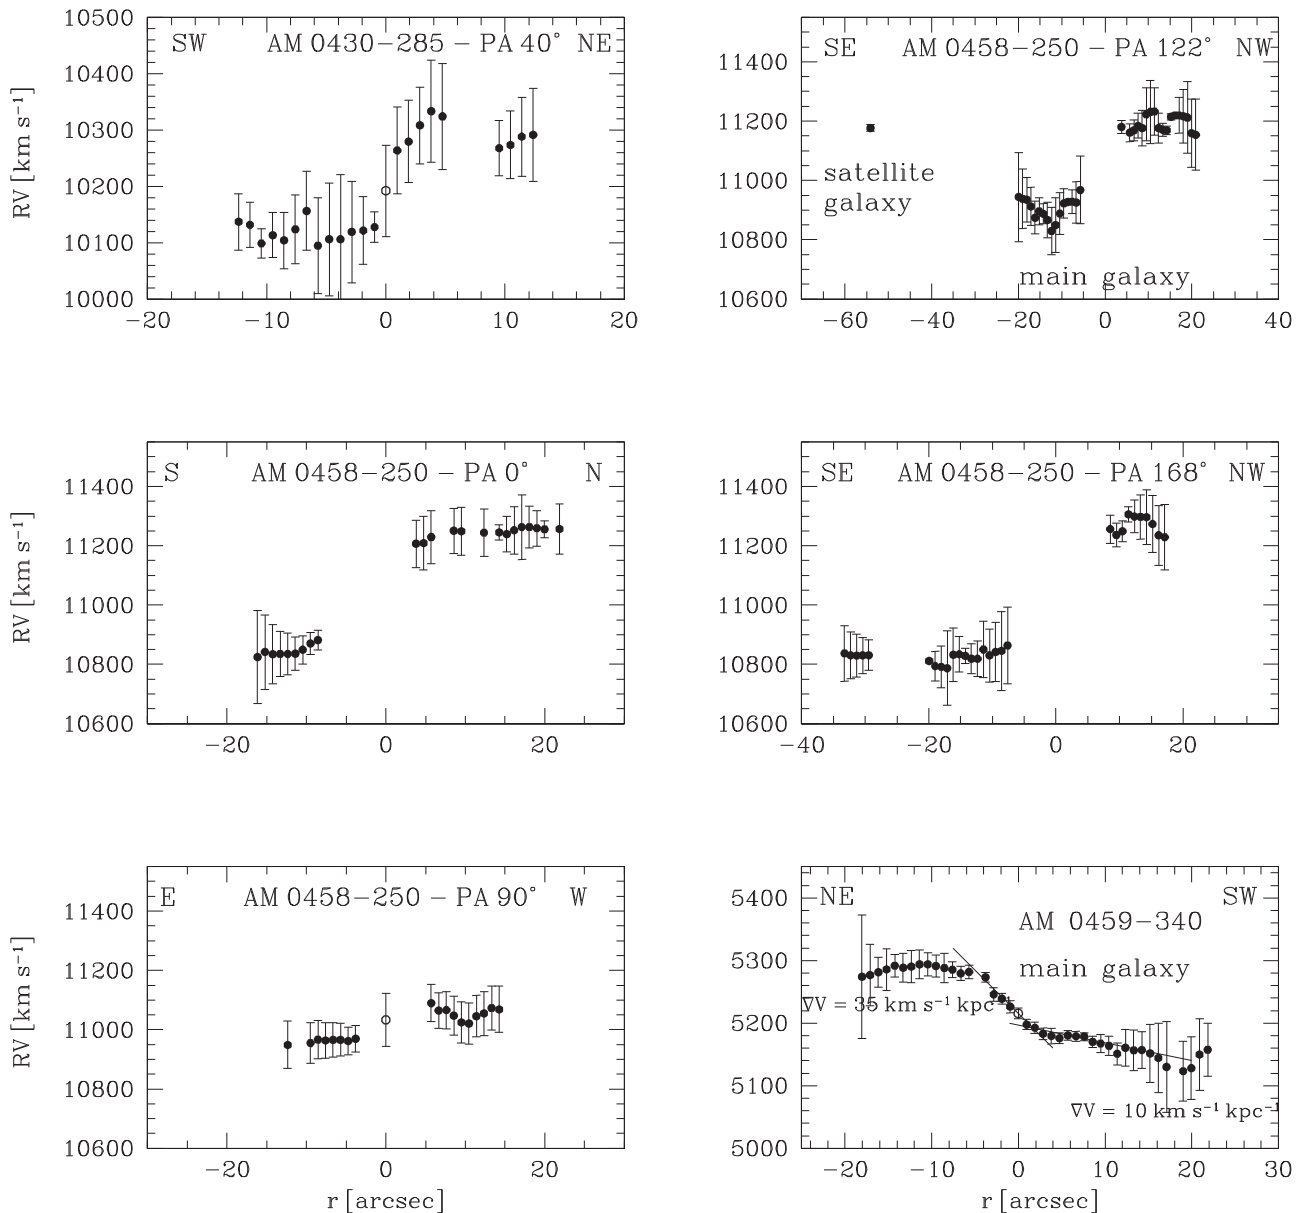 SW AM 0430−285 − PA 40° NE
10500
10400
10300
10200
10100
10000
RV [km s⁻¹]
−20 −10 0 10 20
SE AM 0458−250 − PA 122° NW
11400
11200
11000
10800
10600
satellite
galaxy
main galaxy
−60 −40 −20 0 20 40
S AM 0458−250 − PA 0° N
11400
11200
11000
10800
10600
RV [km s⁻¹]
−20 0 20
SE AM 0458−250 − PA 168° NW
11400
11200
11000
10800
10600
−40 −20 0 20
E AM 0458−250 − PA 90° W
11400
11200
11000
10800
10600
RV [km s⁻¹]
−20 0 20
r [arcsec]
NE SW
AM 0459−340
main galaxy
5400
5300
5200
5100
5000
∇V = 35 km s⁻¹ kpc⁻¹
∇V = 10 km s⁻¹ kpc⁻¹
−20 −10 0 10 20 30
r [arcsec]